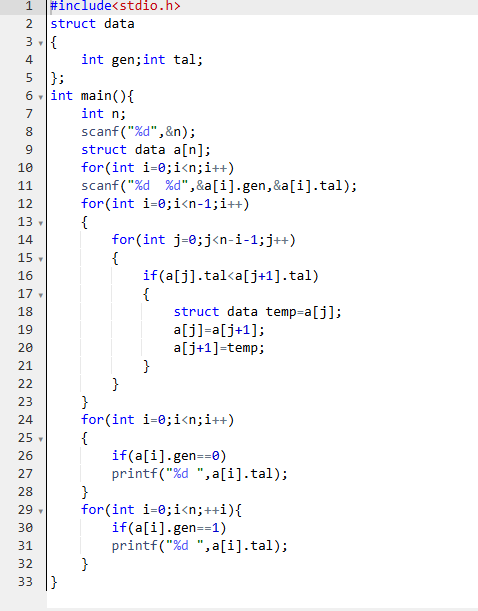 1 #include<stdio.h>
2 struct data
3 {
4     int gen;int tal;
5 };
6 int main(){
7     int n;
8     scanf("%d",&n);
9     struct data a[n];
10     for(int i=0;i<n;i++)
11     scanf("%d  %d",&a[i].gen,&a[i].tal);
12     for(int i=0;i<n-1;i++)
13     {
14         for(int j=0;j<n-i-1;j++)
15         {
16             if(a[j].tal<a[j+1].tal)
17             {
18                 struct data temp=a[j];
19                 a[j]=a[j+1];
20                 a[j+1]=temp;
21             }
22         }
23     }
24     for(int i=0;i<n;i++)
25     {
26         if(a[i].gen==0)
27         printf("%d ",a[i].tal);
28     }
29     for(int i=0;i<n;++i){
30         if(a[i].gen==1)
31         printf("%d ",a[i].tal);
32     }
33 }